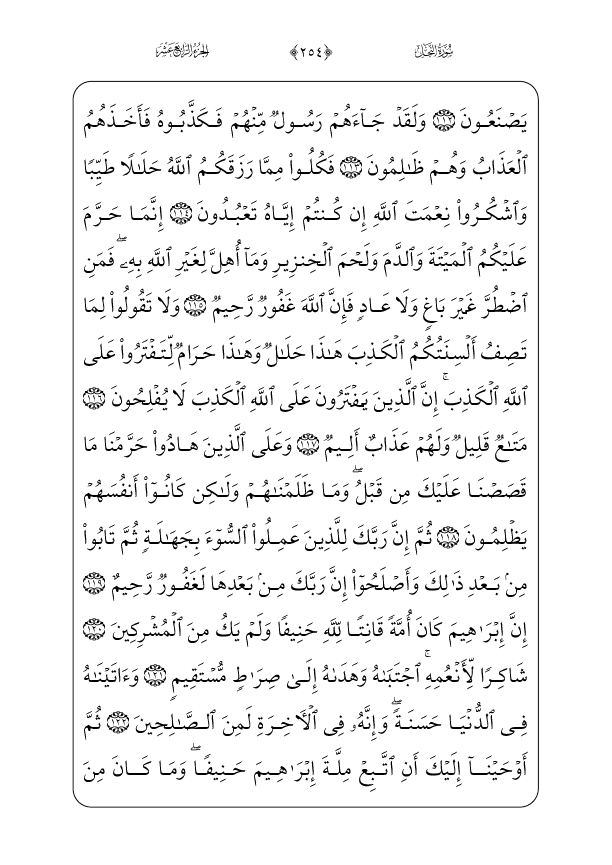 سُورَةُ النَّحْلِ ﴿٢٥٤﴾ الجُزْءُ الرَّابِعَ عَشَرَ
يَصْنَعُونَ ١١٢ وَلَقَدْ جَآءَهُمْ رَسُولٌ مِّنْهُمْ فَكَذَّبُوهُ فَأَخَذَهُمُ
ٱلْعَذَابُ وَهُمْ ظَٰلِمُونَ ١١٣ فَكُلُوا۟ مِمَّا رَزَقَكُمُ ٱللَّهُ حَلَٰلًا طَيِّبًا
وَٱشْكُرُوا۟ نِعْمَتَ ٱللَّهِ إِن كُنتُمْ إِيَّاهُ تَعْبُدُونَ ١١٤ إِنَّمَا حَرَّمَ
عَلَيْكُمُ ٱلْمَيْتَةَ وَٱلدَّمَ وَلَحْمَ ٱلْخِنزِيرِ وَمَآ أُهِلَّ لِغَيْرِ ٱللَّهِ بِهِۦۖ فَمَنِ
ٱضْطُرَّ غَيْرَ بَاغٍ وَلَا عَادٍ فَإِنَّ ٱللَّهَ غَفُورٌ رَّحِيمٌ ١١٥ وَلَا تَقُولُوا۟ لِمَا
تَصِفُ أَلْسِنَتُكُمُ ٱلْكَذِبَ هَٰذَا حَلَٰلٌ وَهَٰذَا حَرَامٌ لِّتَفْتَرُوا۟ عَلَى
ٱللَّهِ ٱلْكَذِبَۚ إِنَّ ٱلَّذِينَ يَفْتَرُونَ عَلَى ٱللَّهِ ٱلْكَذِبَ لَا يُفْلِحُونَ ١١٦
مَتَٰعٌ قَلِيلٌ وَلَهُمْ عَذَابٌ أَلِيمٌ ١١٧ وَعَلَى ٱلَّذِينَ هَادُوا۟ حَرَّمْنَا مَا
قَصَصْنَا عَلَيْكَ مِن قَبْلُۖ وَمَا ظَلَمْنَٰهُمْ وَلَٰكِن كَانُوٓا۟ أَنفُسَهُمْ
يَظْلِمُونَ ١١٨ ثُمَّ إِنَّ رَبَّكَ لِلَّذِينَ عَمِلُوا۟ ٱلسُّوٓءَ بِجَهَٰلَةٍ ثُمَّ تَابُوا۟
مِنۢ بَعْدِ ذَٰلِكَ وَأَصْلَحُوٓا۟ إِنَّ رَبَّكَ مِنۢ بَعْدِهَا لَغَفُورٌ رَّحِيمٌ ١١٩
إِنَّ إِبْرَٰهِيمَ كَانَ أُمَّةً قَانِتًا لِّلَّهِ حَنِيفًا وَلَمْ يَكُ مِنَ ٱلْمُشْرِكِينَ ١٢٠
شَاكِرًا لِّأَنْعُمِهِۚ ٱجْتَبَىٰهُ وَهَدَىٰهُ إِلَىٰ صِرَٰطٍ مُّسْتَقِيمٍ ١٢١ وَءَاتَيْنَٰهُ
فِى ٱلدُّنْيَا حَسَنَةًۖ وَإِنَّهُۥ فِى ٱلْءَاخِرَةِ لَمِنَ ٱلصَّٰلِحِينَ ١٢٢ ثُمَّ
أَوْحَيْنَآ إِلَيْكَ أَنِ ٱتَّبِعْ مِلَّةَ إِبْرَٰهِيمَ حَنِيفًاۖ وَمَا كَانَ مِنَ